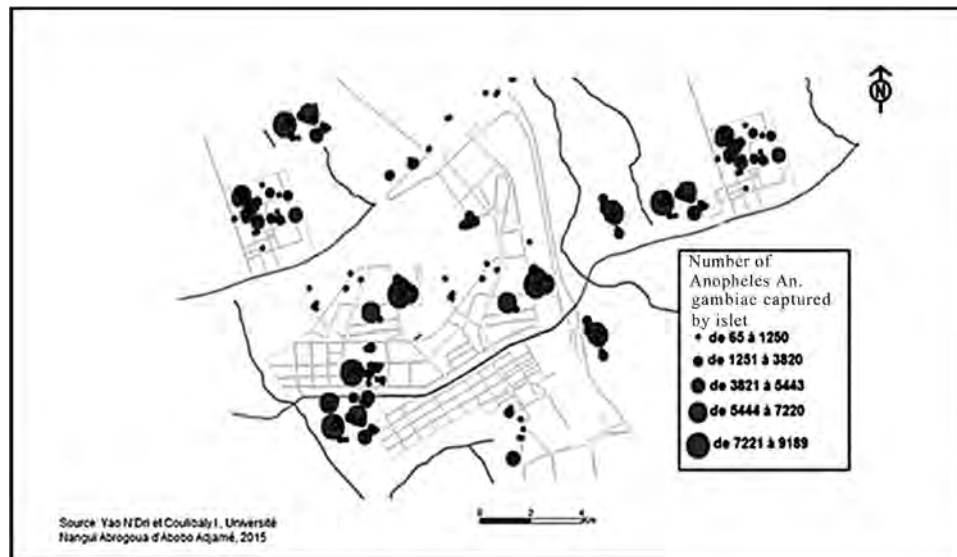 N
Number of
Anopheles An.
gambiae captured
by islet
de 65 à 1250
de 1251 à 3820
de 3821 à 5443
de 5444 à 7220
de 7221 à 9189
0 2 4
Km
Source: Yao N'Dri et Coulibaly I., Université
Nangui Abrogoua d'Abobo Adjamé, 2015